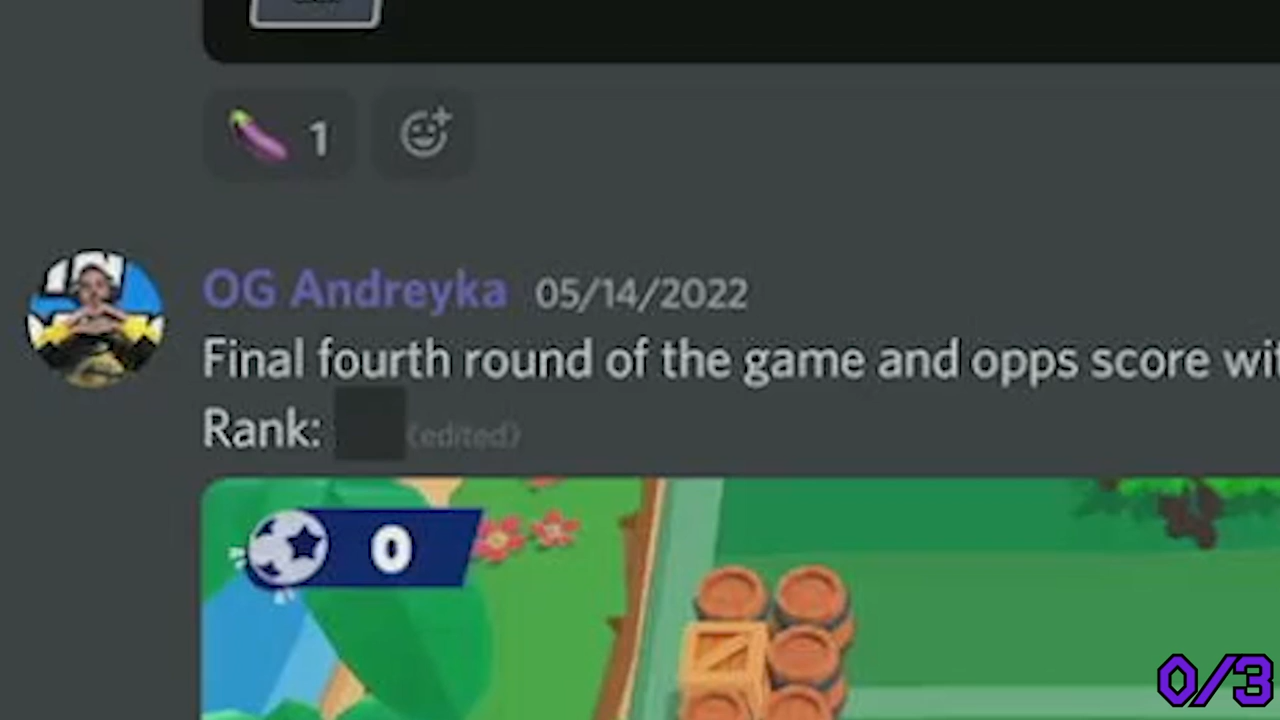 1
OG Andreyka 05/14/2022
Final fourth round of the game and opps score
Rank: (edited)
0
0/3